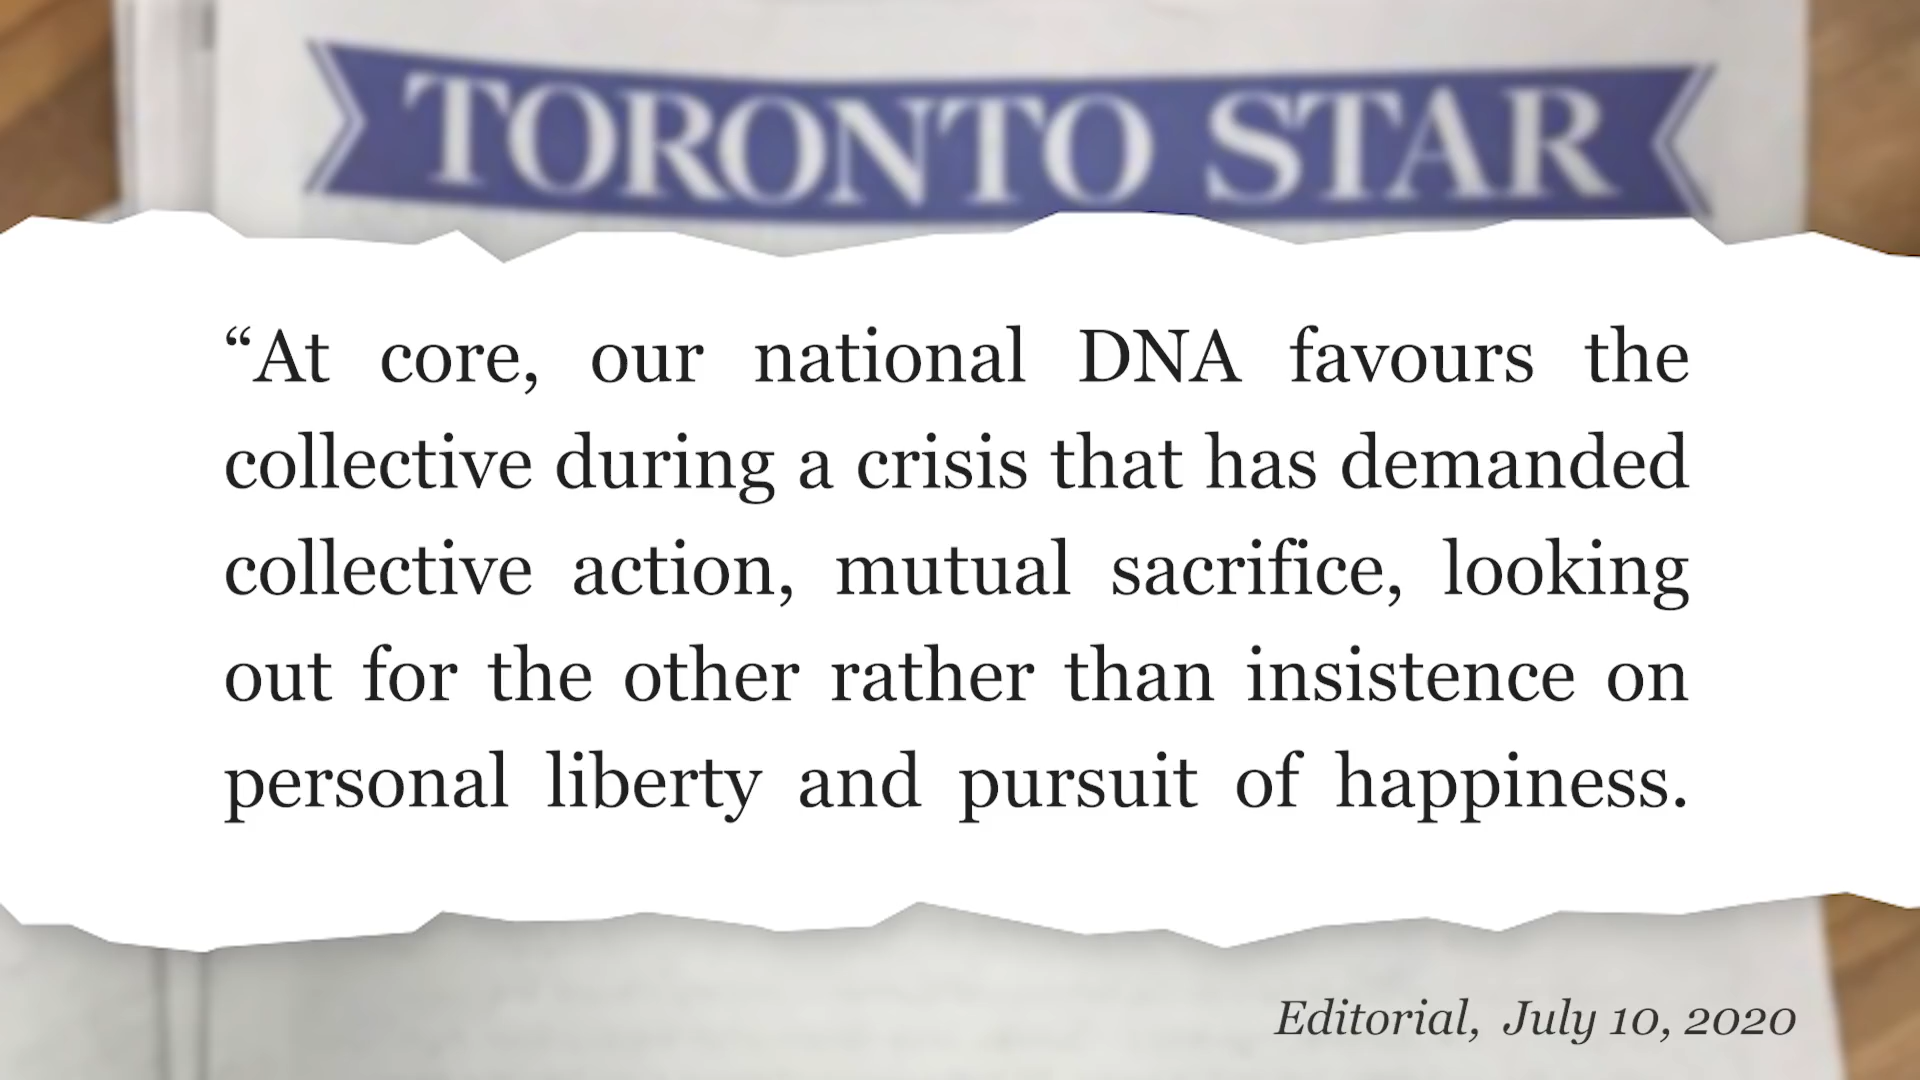 TORONTO STAR
“At core, our national DNA favours the
collective during a crisis that has demanded
collective action, mutual sacrifice, looking
out for the other rather than insistence on
personal liberty and pursuit of happiness.
Editorial, July 10, 2020